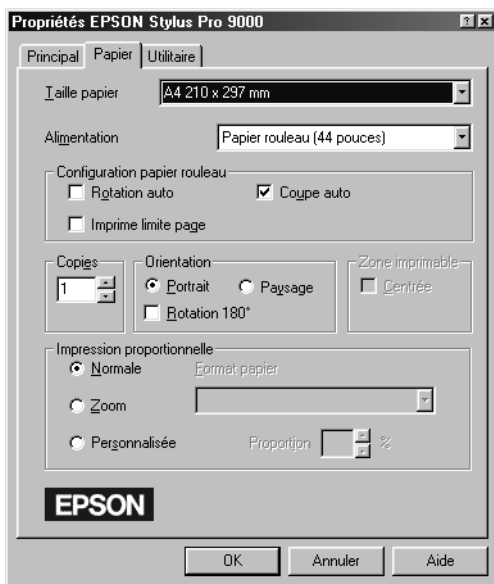 Propriétés EPSON Stylus Pro 9000
Principal Papier Utilitaire
Taille papier A4 210 x 297 mm
Alimentation Papier rouleau (44 pouces)
Configuration papier rouleau
Rotation auto Coupe auto
Imprime limite page
Copies Orientation Zone imprimable
1 Portrait Paysage Centrée
Rotation 180°
Impression proportionnelle
Normale Format papier
Zoom
Personnalisée Proportion %
EPSON
OK Annuler Aide